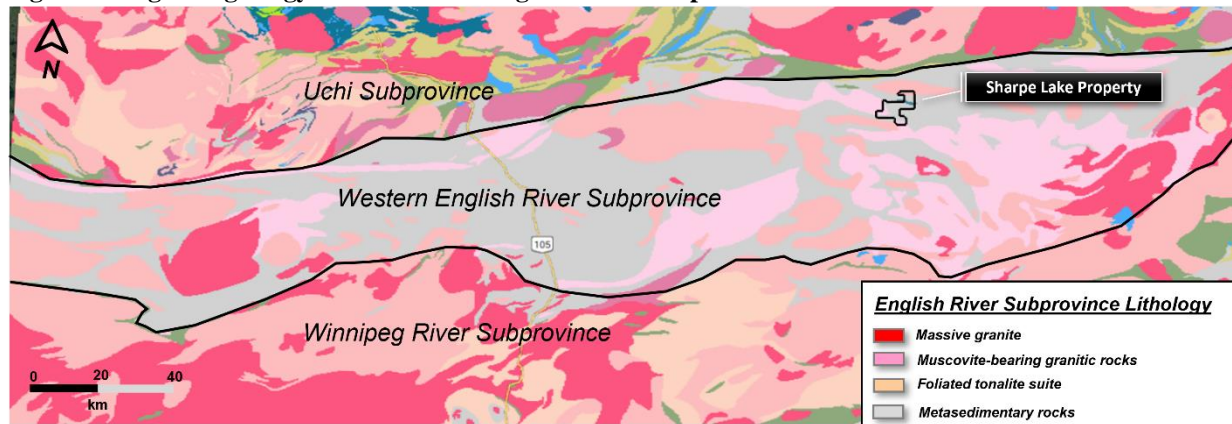 N
Uchi Subprovince
Sharpe Lake Property
Western English River Subprovince
105
Winnipeg River Subprovince
0 20 40
km
English River Subprovince Lithology
Massive granite
Muscovite-bearing granitic rocks
Foliated tonalite suite
Metasedimentary rocks